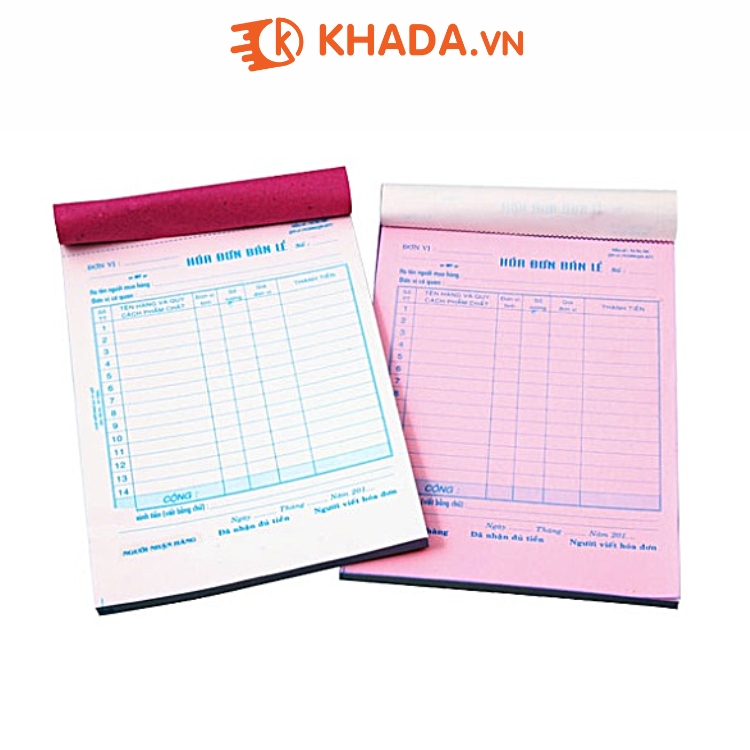 KHADA.VN
ĐƠN VỊ :
HÓA ĐƠN BÁN LẺ
Số :
Họ tên người mua hàng
Đơn vị cơ quan
Số TT
TÊN HÀNG VÀ QUY CÁCH PHẨM CHẤT
Đơn vị tính
Số lượng
Giá đơn vị
THÀNH TIỀN
1
2
3
4
5
6
7
8
9
10
11
12
13
14
CỘNG :
(viết bằng chữ) :
Ngày Tháng Năm 201
NGƯỜI NHẬN HÀNG
Đã nhận đủ tiền
Người viết hóa đơn
ĐƠN VỊ :
HÓA ĐƠN BÁN LẺ
Số :
Họ tên người mua hàng
Đơn vị cơ quan
Số TT
TÊN HÀNG VÀ QUY CÁCH PHẨM CHẤT
Đơn vị tính
Số lượng
Giá đơn vị
THÀNH TIỀN
1
2
3
4
5
6
7
8
CỘNG :
(viết bằng chữ)
Ngày Tháng Năm 201
hàng
Đã nhận đủ tiền
Người viết hóa đơn